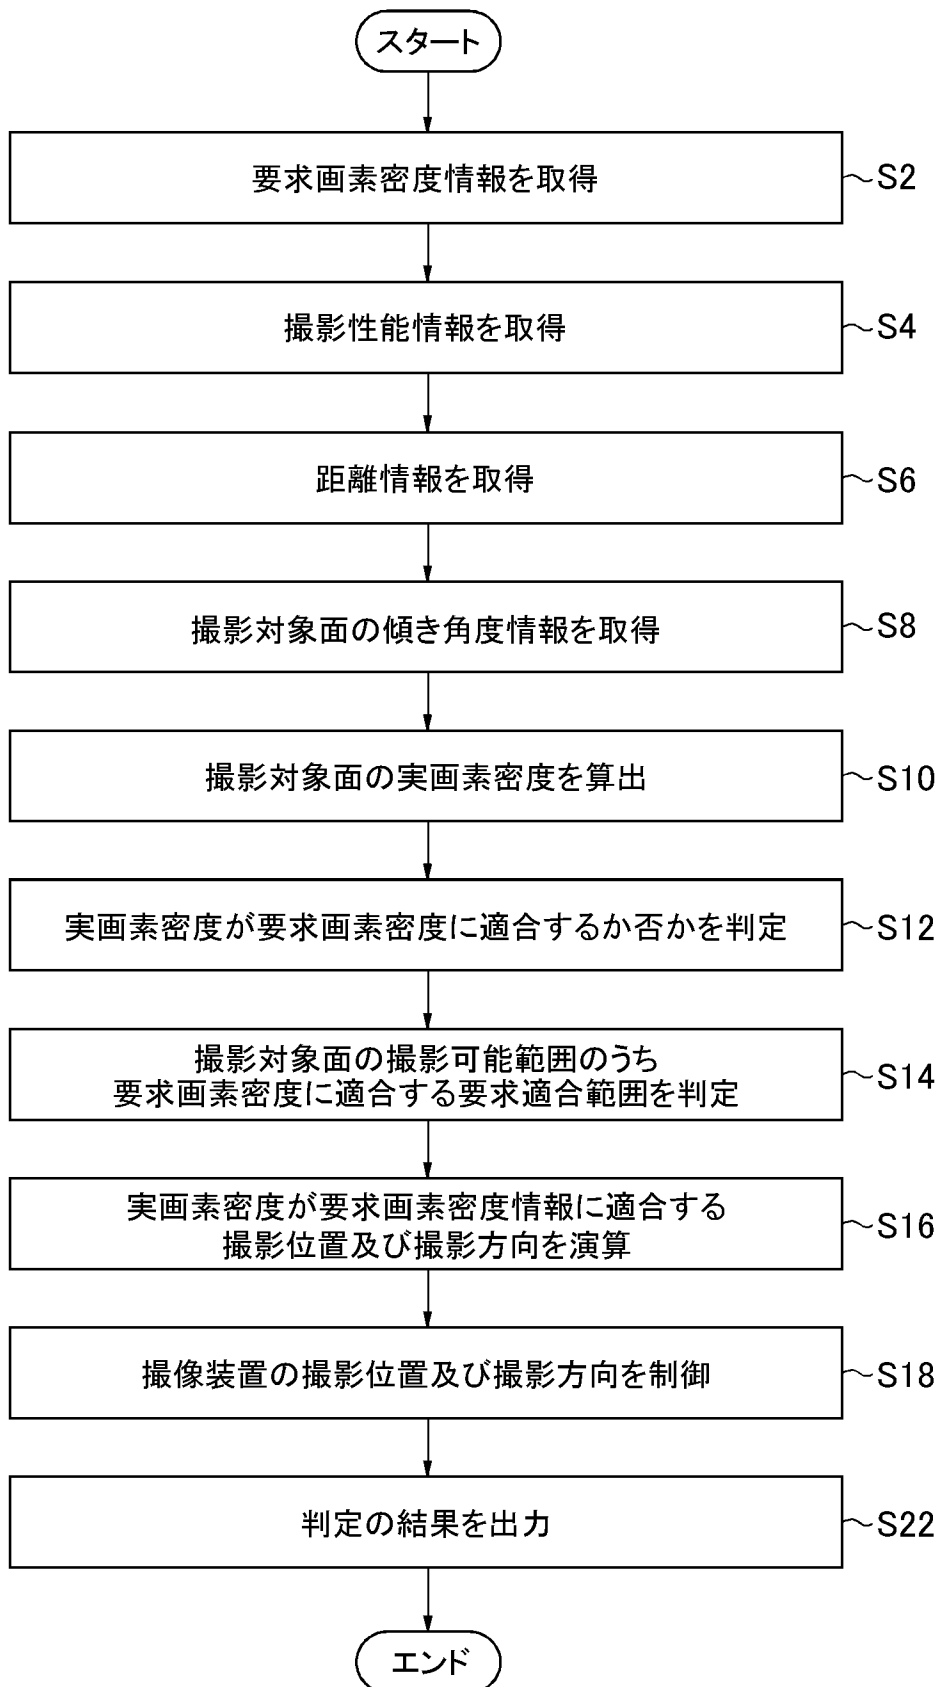 スタート
要求画素密度情報を取得
S2
撮影性能情報を取得
S4
距離情報を取得
S6
撮影対象面の傾き角度情報を取得
S8
撮影対象面の実画素密度を算出
S10
実画素密度が要求画素密度に適合するか否かを判定
S12
撮影対象面の撮影可能範囲のうち
要求画素密度に適合する要求適合範囲を判定
S14
実画素密度が要求画素密度情報に適合する
撮影位置及び撮影方向を演算
S16
撮像装置の撮影位置及び撮影方向を制御
S18
判定の結果を出力
S22
エンド